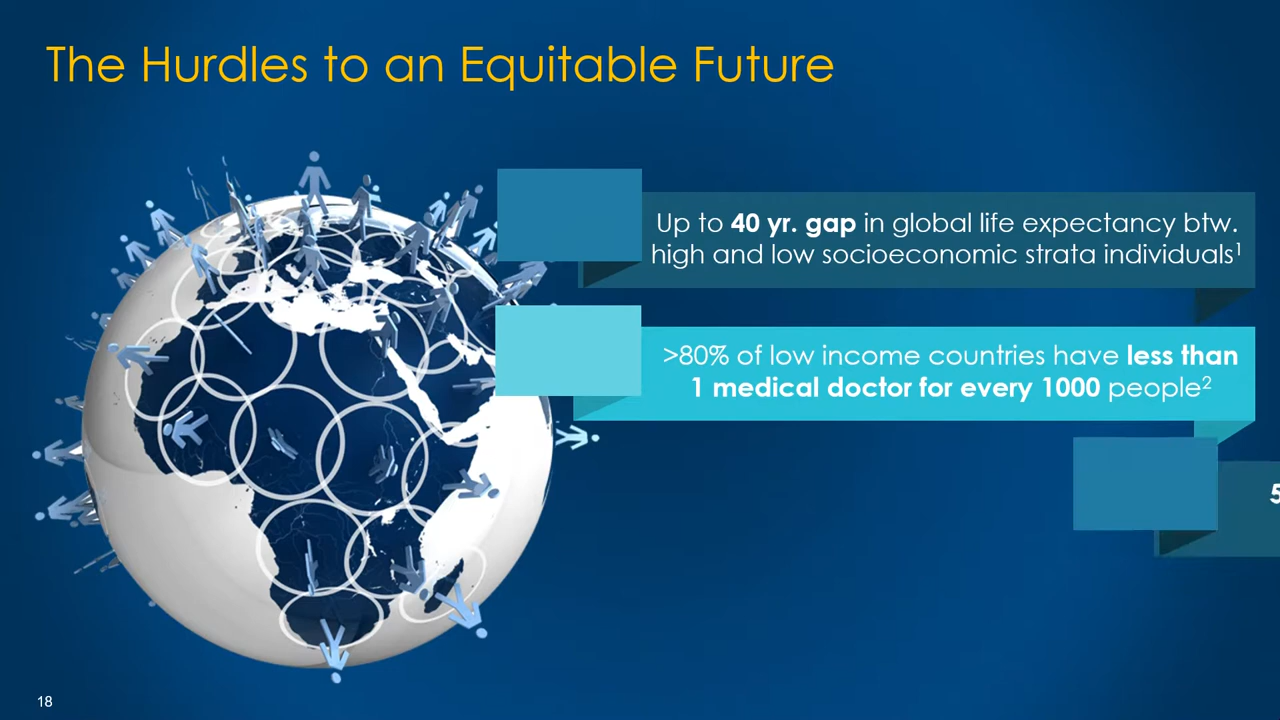 The Hurdles to an Equitable Future
Up to 40 yr. gap in global life expectancy btw.
high and low socioeconomic strata individuals¹
>80% of low income countries have less than
1 medical doctor for every 1000 people²
5
18